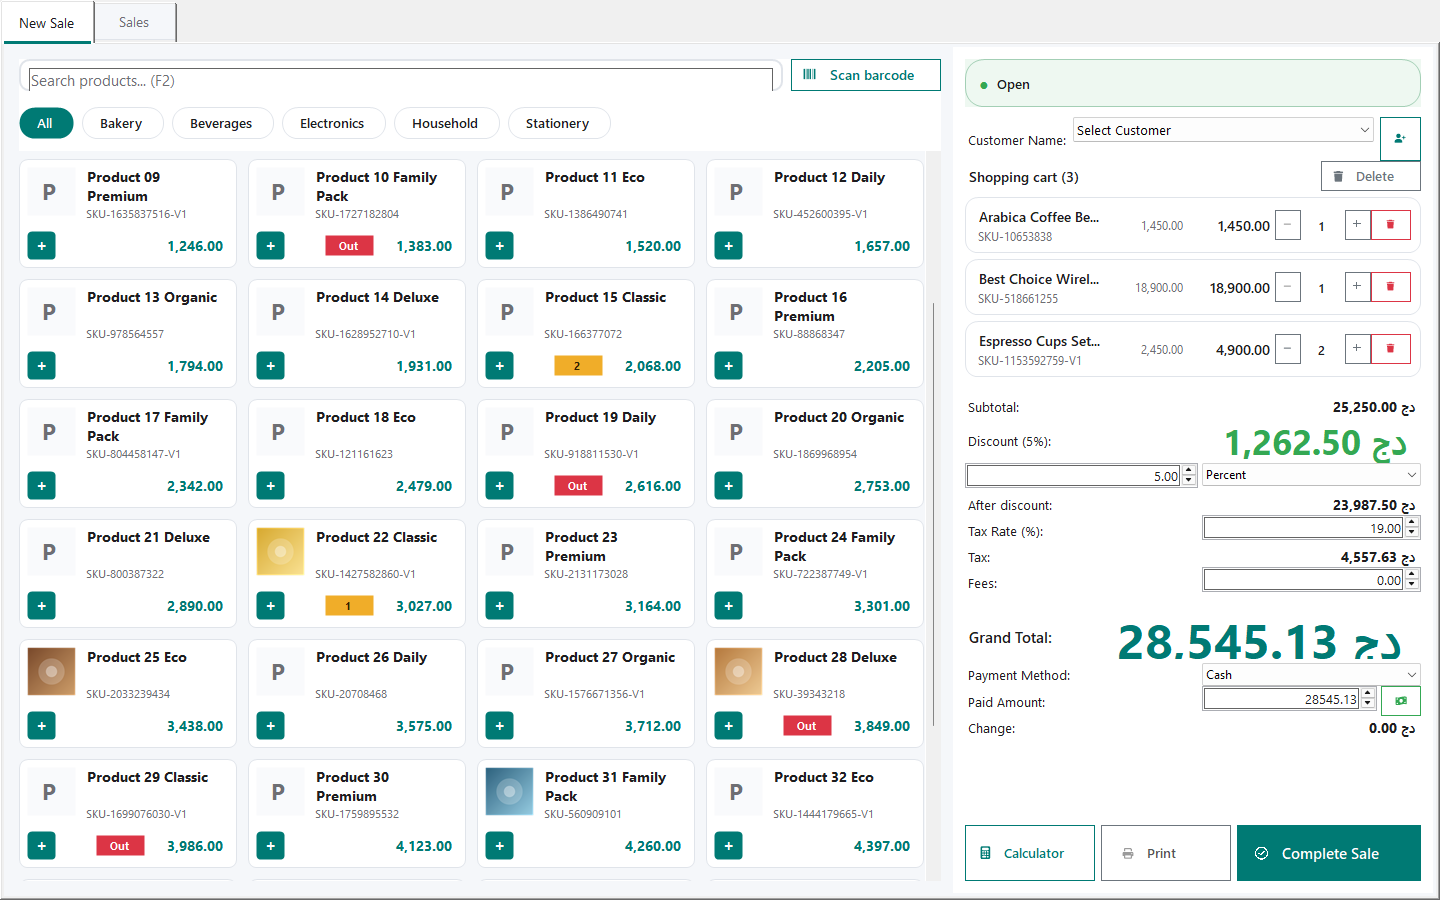 New Sale
Sales
Search products... (F2)
Scan barcode
All
Bakery
Beverages
Electronics
Household
Stationery
P
Product 09
Premium
SKU-1635837516-V1
+
1,246.00
P
Product 10 Family
Pack
SKU-1727182804
+
Out
1,383.00
P
Product 11 Eco
SKU-1386490741
+
1,520.00
P
Product 12 Daily
SKU-452600395-V1
+
1,657.00
P
Product 13 Organic
SKU-978564557
+
1,794.00
P
Product 14 Deluxe
SKU-1628952710-V1
+
1,931.00
P
Product 15 Classic
SKU-166377072
+
2
2,068.00
P
Product 16
Premium
SKU-88868347
+
2,205.00
P
Product 17 Family
Pack
SKU-804458147-V1
+
2,342.00
P
Product 18 Eco
SKU-121161623
+
2,479.00
P
Product 19 Daily
SKU-918811530-V1
+
Out
2,616.00
P
Product 20 Organic
SKU-1869968954
+
2,753.00
P
Product 21 Deluxe
SKU-800387322
+
2,890.00
Product 22 Classic
SKU-1427582860-V1
+
1
3,027.00
P
Product 23
Premium
SKU-2131173028
+
3,164.00
P
Product 24 Family
Pack
SKU-722387749-V1
+
3,301.00
Product 25 Eco
SKU-2033239434
+
3,438.00
P
Product 26 Daily
SKU-20708468
+
3,575.00
P
Product 27 Organic
SKU-1576671356-V1
+
3,712.00
Product 28 Deluxe
SKU-39343218
+
Out
3,849.00
P
Product 29 Classic
SKU-1699076030-V1
+
Out
3,986.00
P
Product 30
Premium
SKU-1759895532
+
4,123.00
Product 31 Family
Pack
SKU-560909101
+
4,260.00
P
Product 32 Eco
SKU-1444179665-V1
+
4,397.00
Open
Customer Name:
Select Customer
Shopping cart (3)
Delete
Arabica Coffee Be...
SKU-10653838
1,450.00
1,450.00
−
1
+
Best Choice Wirel...
SKU-518661255
18,900.00
18,900.00
−
1
+
Espresso Cups Set...
SKU-1153592759-V1
2,450.00
4,900.00
−
2
+
Subtotal:
25,250.00 دج
Discount (5%):
1,262.50 دج
5.00
Percent
After discount:
23,987.50 دج
Tax Rate (%):
19.00
Tax:
4,557.63 دج
Fees:
0.00
Grand Total:
28,545.13 دج
Payment Method:
Cash
Paid Amount:
28545.13
Change:
0.00 دج
Calculator
Print
Complete Sale